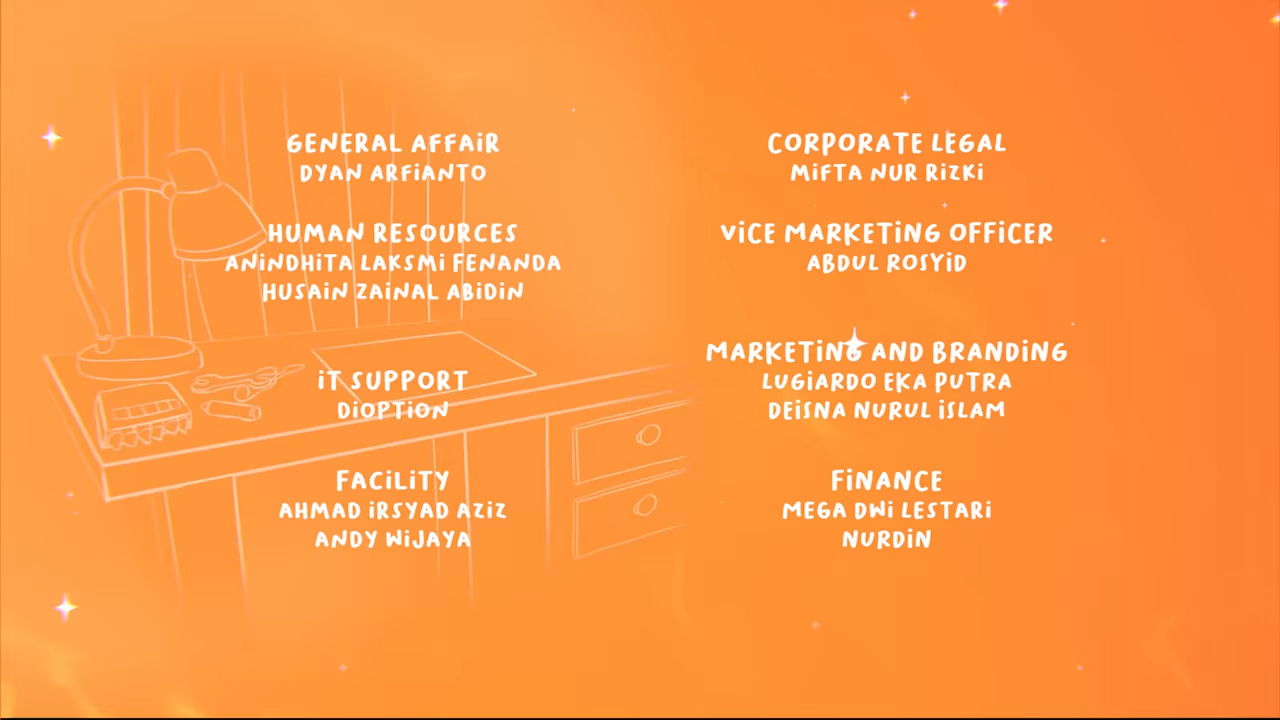 GENERAL AFFAiR
DYAN ARFiANTO
HUMAN RESOURCES
ANiNDHiTA LAKSMi FENANDA
HUSAiN ZAiNAL ABiDiN
iT SUPPORT
DiOPTiON
FACiLiTY
AHMAD iRSYAD AZiZ
ANDY WiJAYA
CORPORATE LEGAL
MiFTA NUR RiZKi
ViCE MARKETiNG OFFiCER
ABDUL ROSYiD
MARKETiNG AND BRANDiNG
LUGiARDO EKA PUTRA
DEiSNA NURUL iSLAM
FiNANCE
MEGA DWi LESTARi
NURDiN